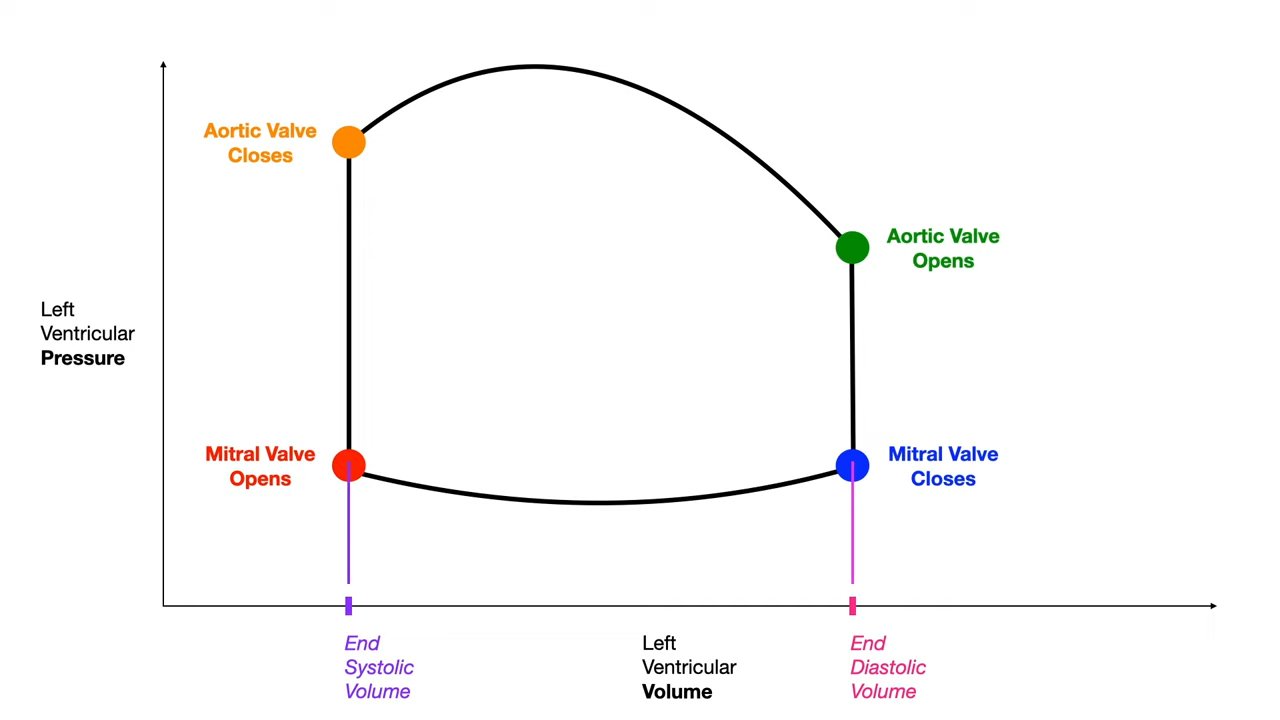 Aortic Valve
Closes
Aortic Valve
Opens
Left
Ventricular
Pressure
Mitral Valve
Opens
Mitral Valve
Closes
End
Systolic
Volume
Left
Ventricular
Volume
End
Diastolic
Volume